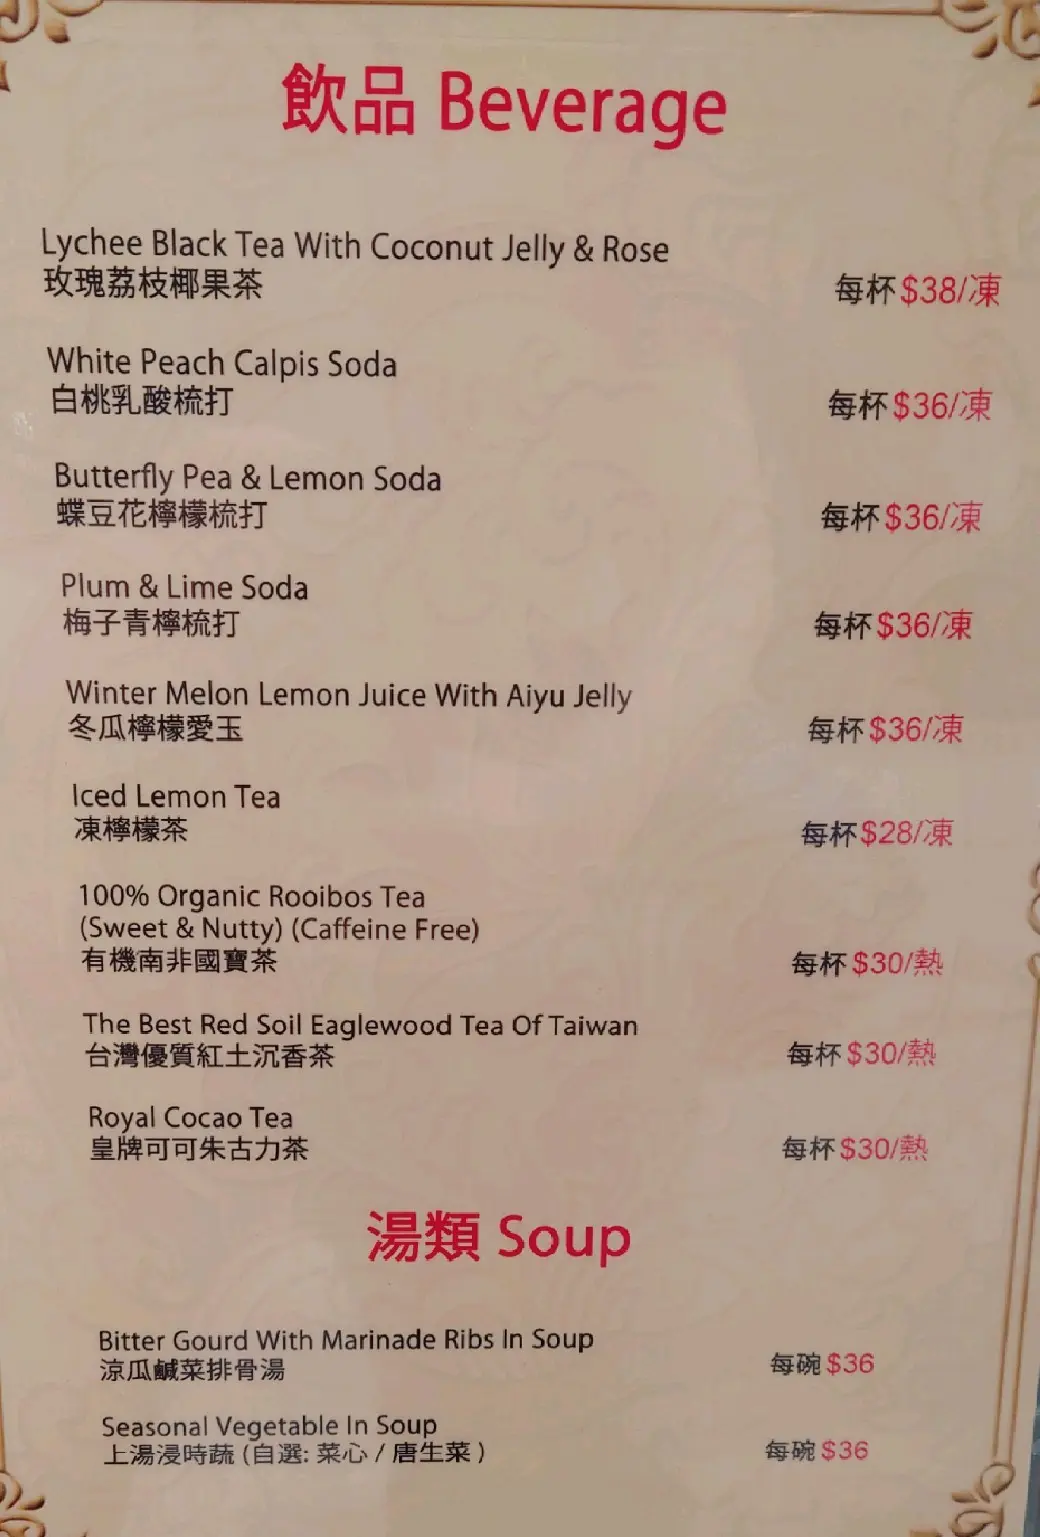 飲品 Beverage
Lychee Black Tea With Coconut Jelly & Rose
玫瑰荔枝椰果茶
每杯 $38/凍
White Peach Calpis Soda
白桃乳酸梳打
每杯 $36/凍
Butterfly Pea & Lemon Soda
蝶豆花檸檬梳打
每杯 $36/凍
Plum & Lime Soda
梅子青檸梳打
每杯 $36/凍
Winter Melon Lemon Juice With Aiyu Jelly
冬瓜檸檬愛玉
每杯 $36/凍
Iced Lemon Tea
凍檸檬茶
每杯 $28/凍
100% Organic Rooibos Tea
(Sweet & Nutty) (Caffeine Free)
有機南非國寶茶
每杯 $30/熱
The Best Red Soil Eaglewood Tea Of Taiwan
台灣優質紅土沉香茶
每杯 $30/熱
Royal Cocao Tea
皇牌可可朱古力茶
每杯 $30/熱
湯類 Soup
Bitter Gourd With Marinade Ribs In Soup
涼瓜鹹菜排骨湯
每碗 $36
Seasonal Vegetable In Soup
上湯浸時蔬 (自選: 菜心 / 唐生菜 )
每碗 $36